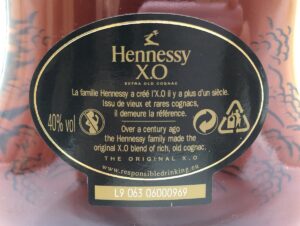 Hennessy
X.O
EXTRA OLD COGNAC
La famille Hennessy a créé l'X.O il y a plus d'un siècle.
Issu de vieux et rares cognacs,
il demeure la référence.
40% vol
Over a century ago
the Hennessy family made the
original X.O blend of rich, old cognac.
THE ORIGINAL X.O
www.responsibledrinking.eu
L9 063 06000969